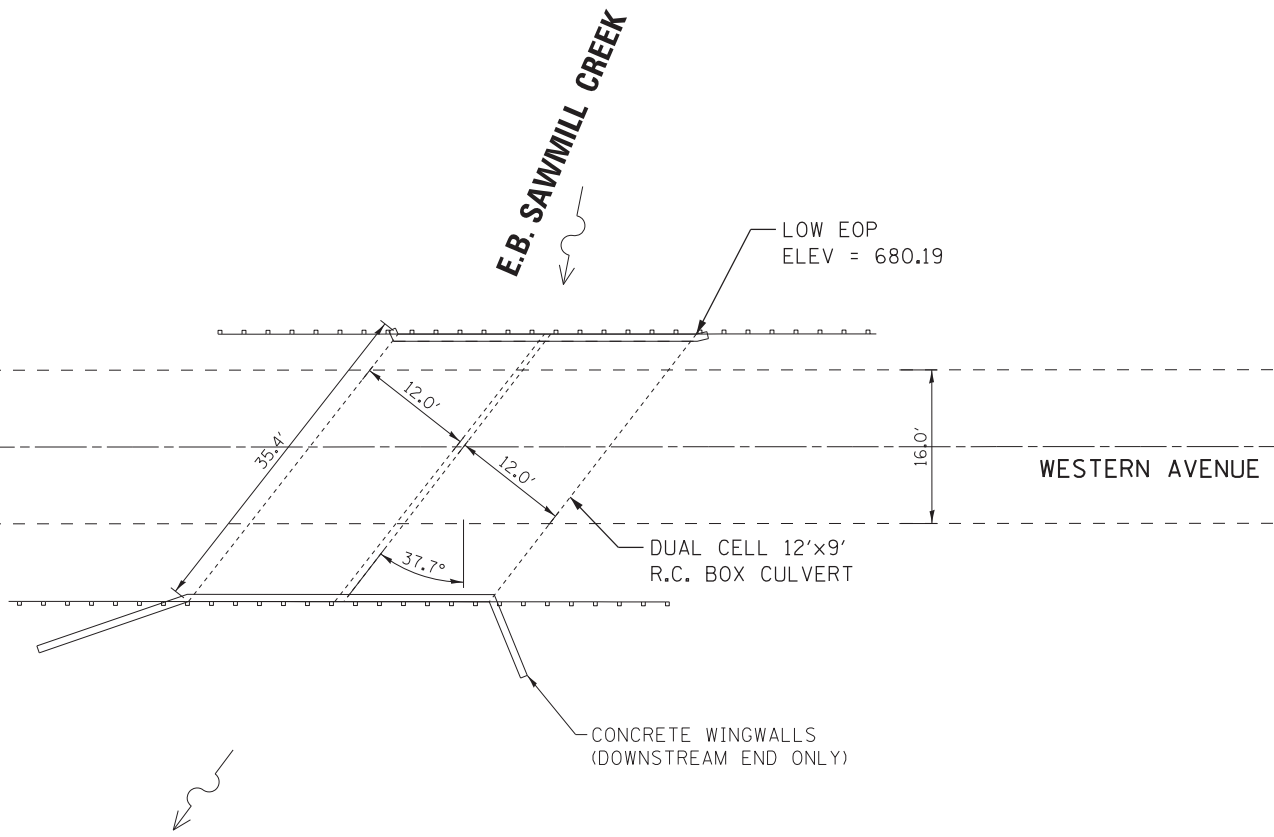 E.B. SAWMILL CREEK
LOW EOP
ELEV = 680.19
12.0'
35.4'
12.0'
16.0'
WESTERN AVENUE
DUAL CELL 12'x9'
R.C. BOX CULVERT
37.7°
CONCRETE WINGWALLS
(DOWNSTREAM END ONLY)